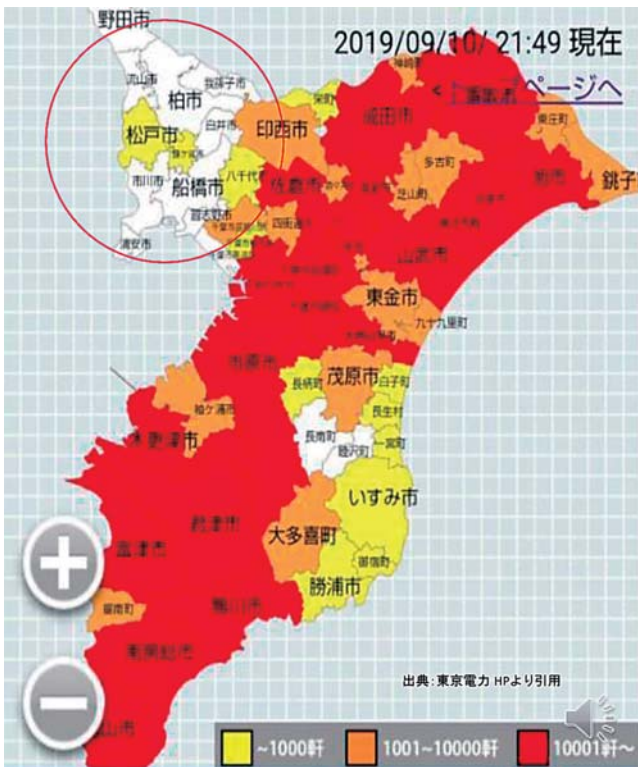 野田市
2019/09/10/ 21:49 現在
ページへ
流山市
我孫子市
柏市
神崎町
栄町
成田市
東庄町
松戸市
白井市
印西市
多古町
銚子市
八千代市
佐倉市
芝山町
市川市
船橋市
習志野市
四街道
山武市
浦安市
東金市
九十九里町
市原市
長柄町
茂原市
白子町
袖ケ浦市
長生村
木更津市
長南町
睦沢町
一宮町
いすみ市
大多喜町
富津市
御宿町
勝浦市
鋸南町
鴨川市
南房総市
出典:東京電力 HPより引用
~1000軒
1001~10000軒
10001軒~